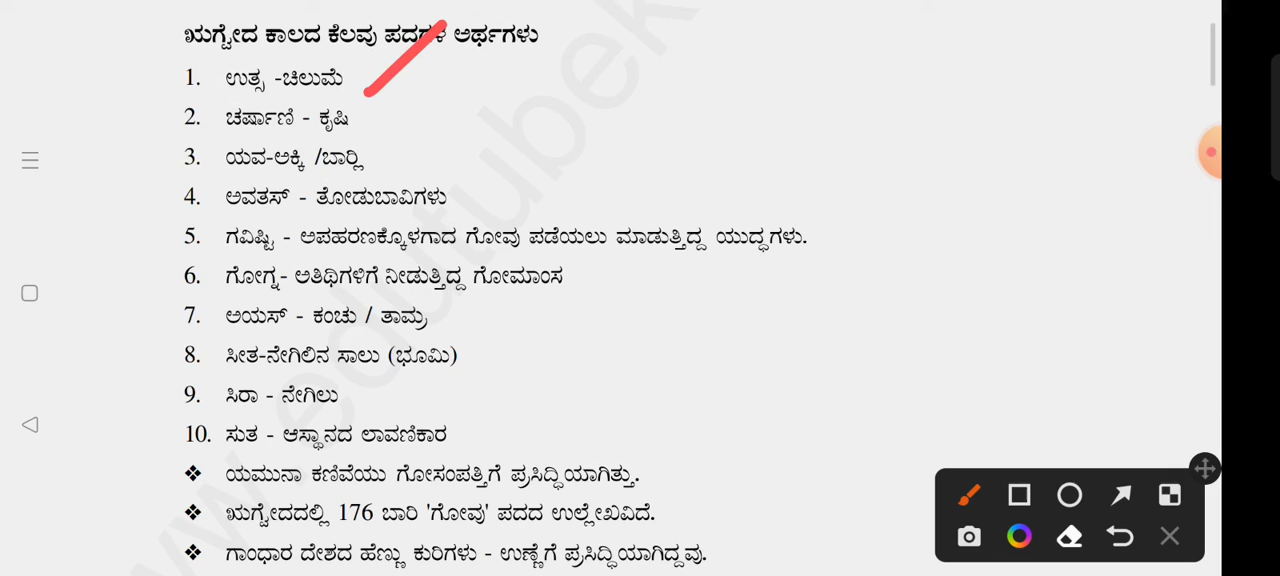 ಋಗ್ವೇದ ಕಾಲದ ಕೆಲವು ಪದಗಳ ಅರ್ಥಗಳು
1. ಉತ್ಸ -ಚಿಲುಮೆ
2. ಚರ್ಷಾಣಿ - ಕೃಷಿ
3. ಯವ-ಅಕ್ಕಿ /ಬಾರ್‍ಲಿ
4. ಅವತಸ್ - ತೋಡುಬಾವಿಗಳು
5. ಗವಿಷ್ಟಿ - ಅಪಹರಣಕ್ಕೊಳಗಾದ ಗೋವು ಪಡೆಯಲು ಮಾಡುತ್ತಿದ್ದ ಯುದ್ಧಗಳು.
6. ಗೋಗ್ನ- ಅತಿಥಿಗಳಿಗೆ ನೀಡುತ್ತಿದ್ದ ಗೋಮಾಂಸ
7. ಅಯಸ್ - ಕಂಚು / ತಾಮ್ರ
8. ಸೀತ-ನೇಗಿಲಿನ ಸಾಲು (ಭೂಮಿ)
9. ಸಿರಾ - ನೇಗಿಲು
10. ಸುತ - ಆಸ್ಥಾನದ ಲಾವಣಿಕಾರ
❖ ಯಮುನಾ ಕಣಿವೆಯು ಗೋಸಂಪತ್ತಿಗೆ ಪ್ರಸಿದ್ಧಿಯಾಗಿತ್ತು.
❖ ಋಗ್ವೇದದಲ್ಲಿ 176 ಬಾರಿ 'ಗೋವು' ಪದದ ಉಲ್ಲೇಖವಿದೆ.
❖ ಗಾಂಧಾರ ದೇಶದ ಹೆಣ್ಣು ಕುರಿಗಳು - ಉಣ್ಣೆಗೆ ಪ್ರಸಿದ್ಧಿಯಾಗಿದ್ದವು.